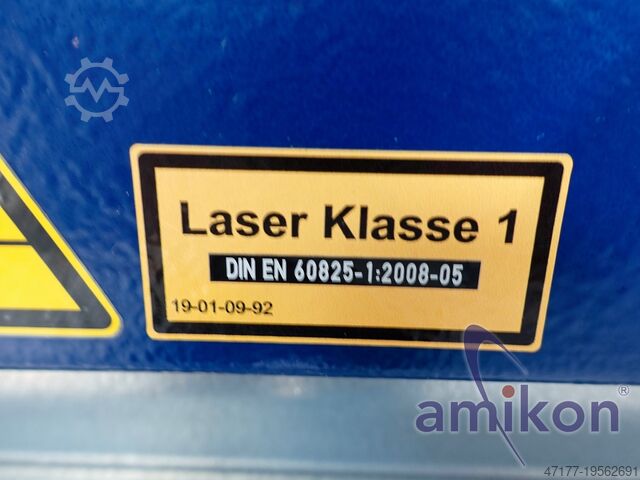 Laser Klasse 1
DIN EN 60825-1:2008-05
19-01-09-92
amikon
47177-19562691